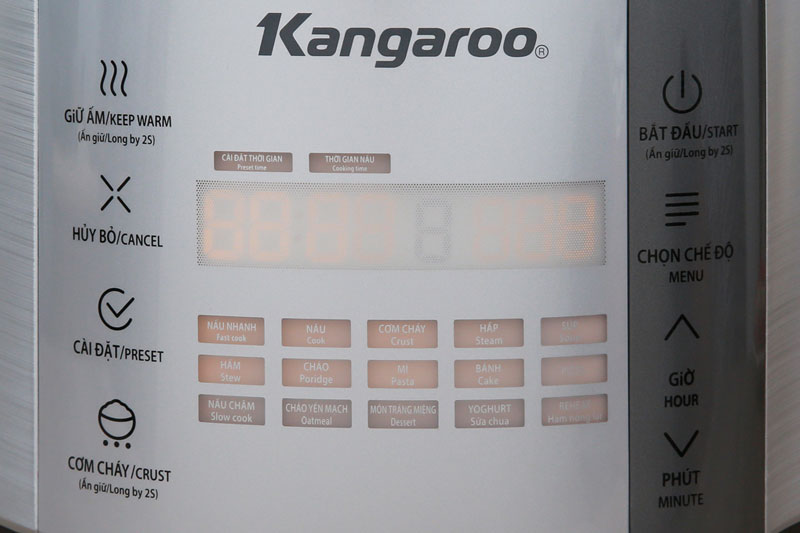 Kangaroo®
GIỮ ẤM/KEEP WARM
(Ấn giữ/Long by 2S)
HỦY BỎ/CANCEL
CÀI ĐẶT/PRESET
CƠM CHÁY/CRUST
(Ấn giữ/Long by 2S)
CÀI ĐẶT THỜI GIAN
Preset time
THỜI GIAN NẤU
Cooking time
NẤU NHANH
Fast cook
NẤU
Cook
CƠM CHÁY
Crust
HẤP
Steam
SÚP
HẦM
Stew
CHÁO
Poridge
MÌ
Pasta
BÁNH
Cake
NẤU CHẬM
Slow cook
CHÁO YẾN MẠCH
Oatmeal
MÓN TRÁNG MIỆNG
Dessert
YOGHURT
Sữa chua
BẮT ĐẦU/START
(Ấn giữ/Long by 2S)
CHỌN CHẾ ĐỘ
MENU
GIỜ
HOUR
PHÚT
MINUTE